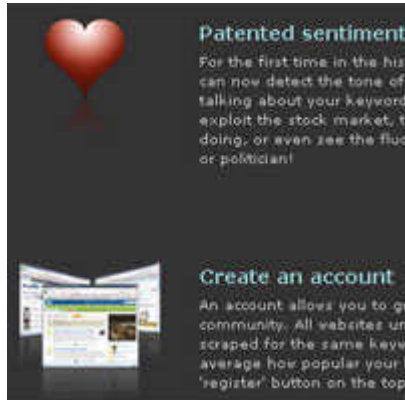 Patented sentiment
For the first time in the his
can now detect the tone of
talking about your keyword
exploit the stock market, t
doing, or even see the fluc
or politician!
Create an account
An account allows you to gr
community. All websites un
scraped for the same keyw
average how popular your
'register' button on the top